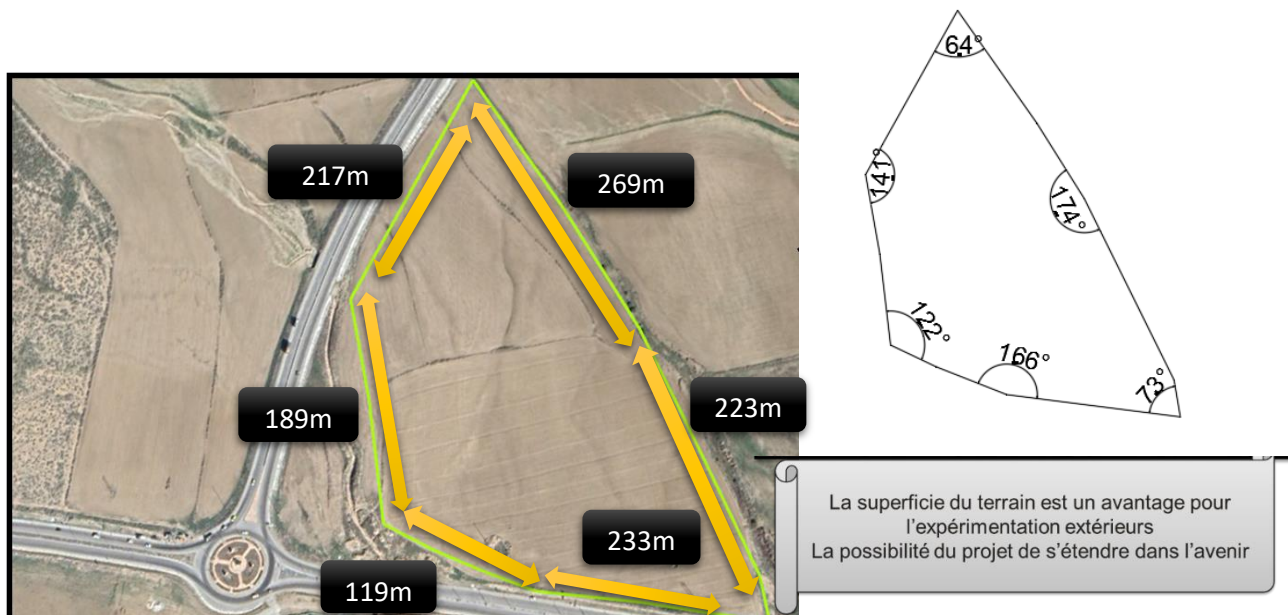 64°
217m
269m
141°
174°
122°
166°
73°
189m
223m
233m
119m
La superficie du terrain est un avantage pour
l'expérimentation extérieurs
La possibilité du projet de s'étendre dans l'avenir